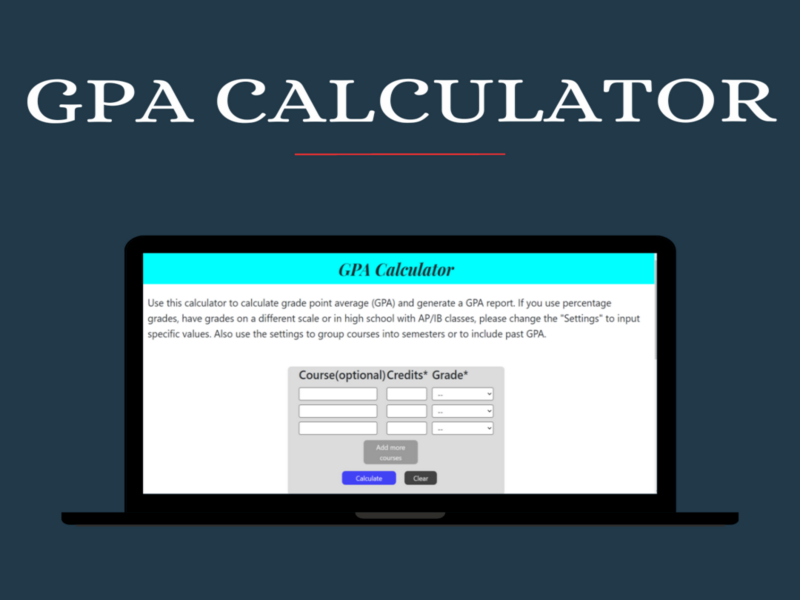 GPA CALCULATOR
GPA Calculator
Use this calculator to calculate grade point average (GPA) and generate a GPA report. If you use percentage
grades, have grades on a different scale or in high school with AP/IB classes, please change the "Settings" to input
specific values. Also use the settings to group courses into semesters or to include past GPA.
Course(optional) Credits* Grade*
--
--
--
Add more
courses
Calculate Clear